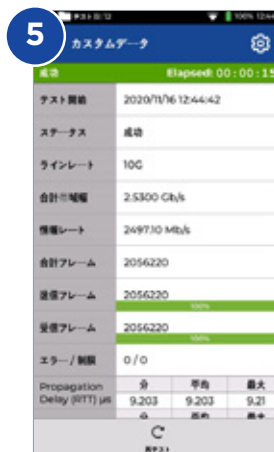 5
100% 12:44
カスタムデータ
成功 Elapsed: 00:00:15
テスト開始 2020/11/16 12:44:42
ステータス 成功
ラインレート 10G
合計帯域幅 2.5300 Gb/s
情報レート 2497.10 Mb/s
合計フレーム 2056220
送信フレーム 2056220
100%
受信フレーム 2056220
100%
エラー / 制限 0 / 0
Propagation Delay (RTT) μs 分 平均 最大
9.203 9.203 9.21
再テスト